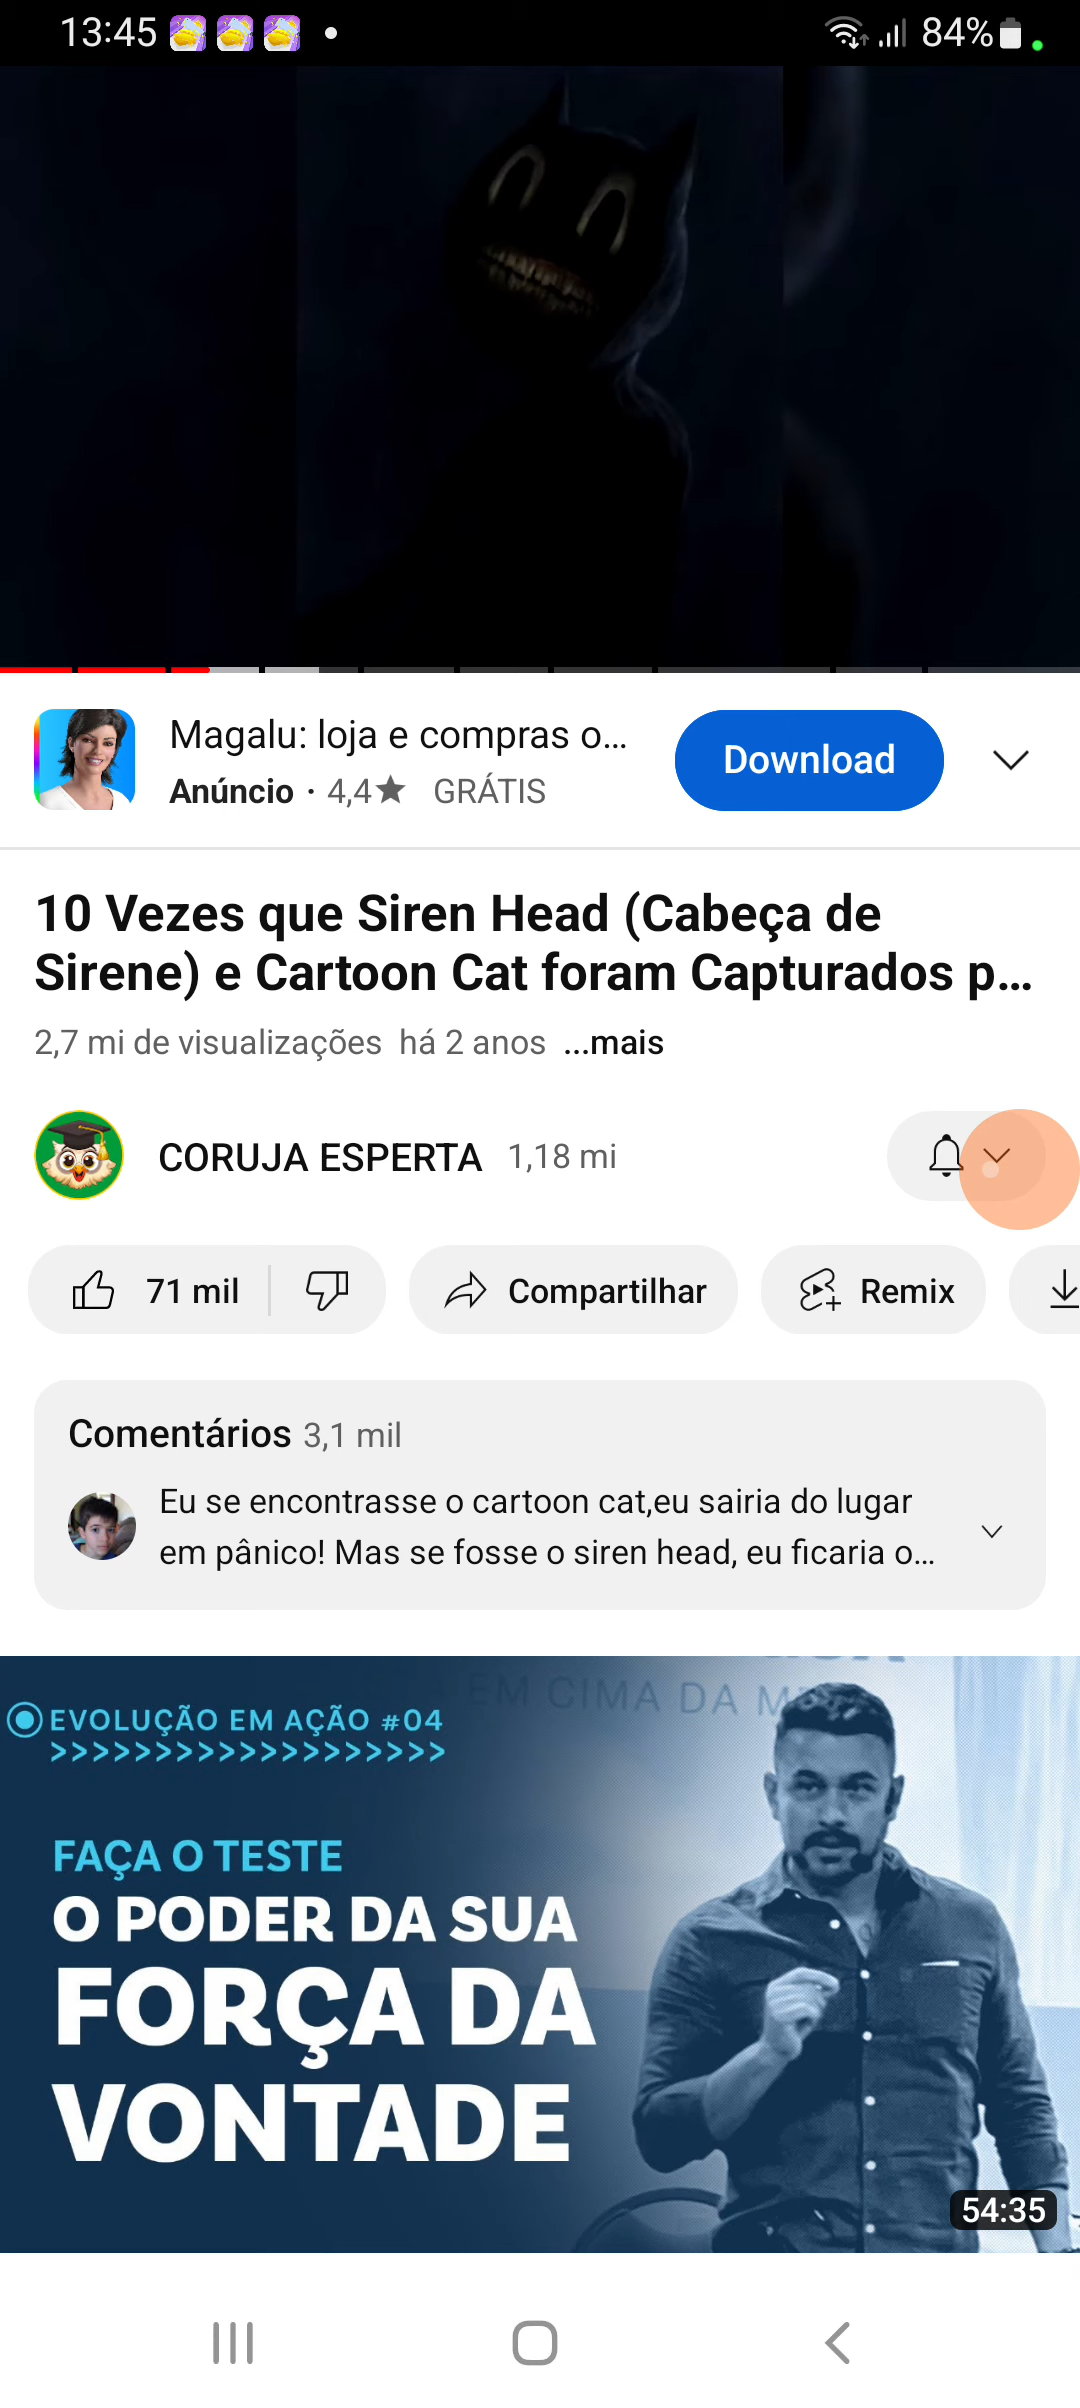 13:45
84%
Magalu: loja e compras o...
Download
Anúncio · 4,4★ GRÁTIS
10 Vezes que Siren Head (Cabeça de
Sirene) e Cartoon Cat foram Capturados p...
2,7 mi de visualizações há 2 anos ...mais
CORUJA ESPERTA 1,18 mi
71 mil
Compartilhar
Remix
Comentários 3,1 mil
Eu se encontrasse o cartoon cat,eu sairia do lugar
em pânico! Mas se fosse o siren head, eu ficaria o...
EM CIMA DA
EVOLUÇÃO EM AÇÃO #04
>>>>>>>>>>>>>>>>>>>
FAÇA O TESTE
O PODER DA SUA
FORÇA DA
VONTADE
54:35